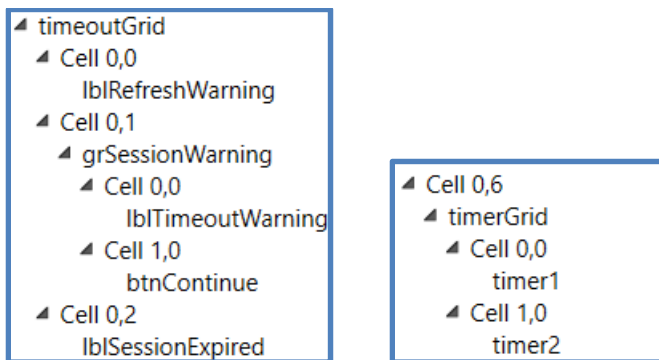 timeoutGrid
Cell 0,0
lblRefreshWarning
Cell 0,1
grSessionWarning
Cell 0,0
lblTimeoutWarning
Cell 1,0
btnContinue
Cell 0,2
lblSessionExpired
Cell 0,6
timerGrid
Cell 0,0
timer1
Cell 1,0
timer2